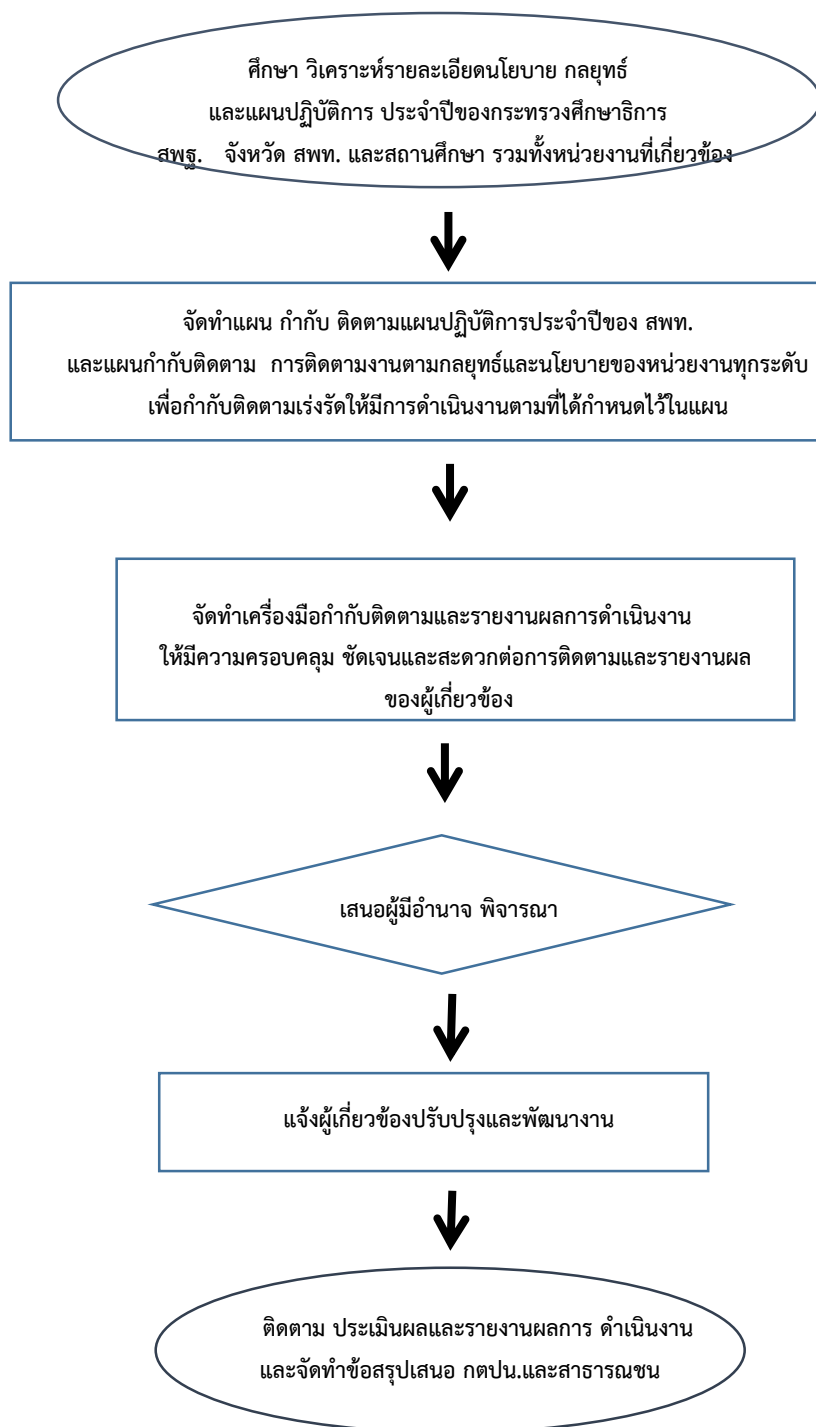 ศึกษา วิเคราะห์รายละเอียดนโยบาย กลยุทธ์
และแผนปฏิบัติการ ประจำปีของกระทรวงศึกษาธิการ
สพฐ. จังหวัด สพท. และสถานศึกษา รวมทั้งหน่วยงานที่เกี่ยวข้อง
จัดทำแผน กำกับ ติดตามแผนปฏิบัติการประจำปีของ สพท.
และแผนกำกับติดตาม การติดตามงานตามกลยุทธ์และนโยบายของหน่วยงานทุกระดับ
เพื่อกำกับติดตามเร่งรัดให้มีการดำเนินงานตามที่ได้กำหนดไว้ในแผน
จัดทำเครื่องมือกำกับติดตามและรายงานผลการดำเนินงาน
ให้มีความครอบคลุม ชัดเจนและสะดวกต่อการติดตามและรายงานผล
ของผู้เกี่ยวข้อง
เสนอผู้มีอำนาจ พิจารณา
แจ้งผู้เกี่ยวข้องปรับปรุงและพัฒนางาน
ติดตาม ประเมินผลและรายงานผลการ ดำเนินงาน
และจัดทำข้อสรุปเสนอ กตปน.และสาธารณชน